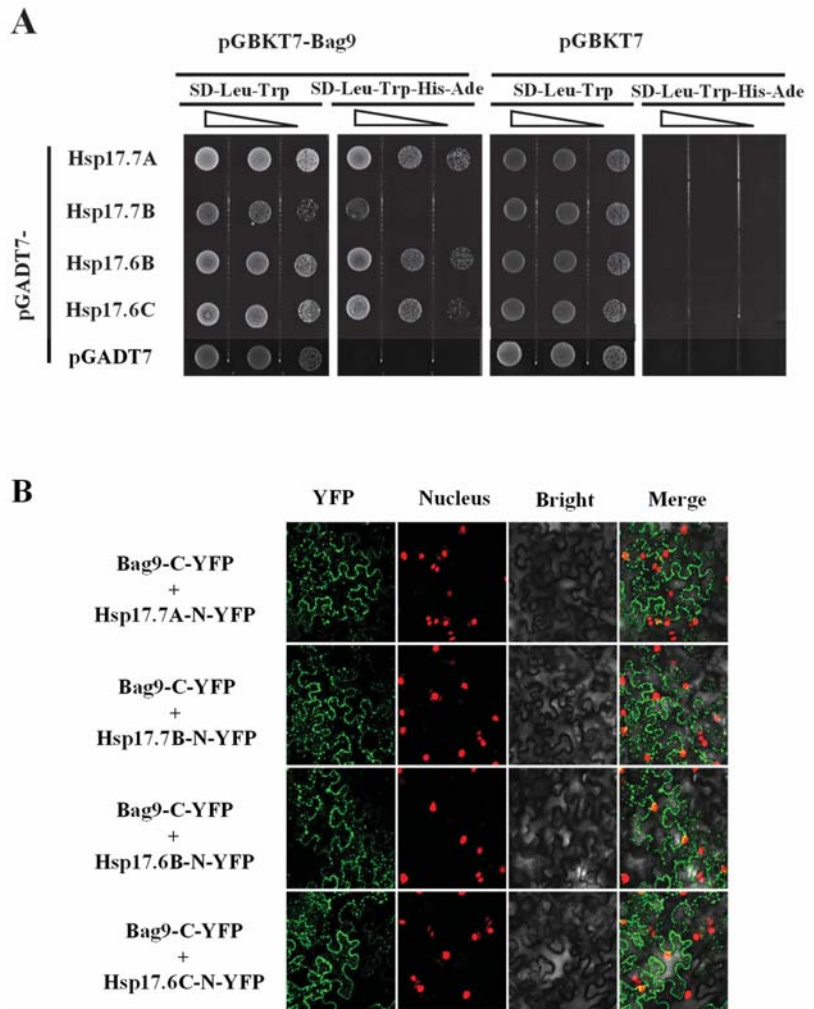 A
pGBKT7-Bag9 pGBKT7
SD-Leu-Trp SD-Leu-Trp-His-Ade SD-Leu-Trp SD-Leu-Trp-His-Ade
pGADT7-
Hsp17.7A
Hsp17.7B
Hsp17.6B
Hsp17.6C
pGADT7
B
YFP Nucleus Bright Merge
Bag9-C-YFP
+
Hsp17.7A-N-YFP
Bag9-C-YFP
+
Hsp17.7B-N-YFP
Bag9-C-YFP
+
Hsp17.6B-N-YFP
Bag9-C-YFP
+
Hsp17.6C-N-YFP